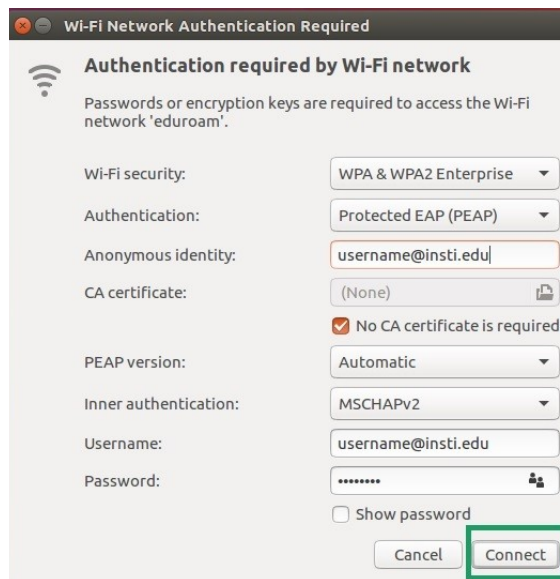 Wi-Fi Network Authentication Required
Authentication required by Wi-Fi network
Passwords or encryption keys are required to access the Wi-Fi
network 'eduroam'.
Wi-Fi security: WPA & WPA2 Enterprise
Authentication: Protected EAP (PEAP)
Anonymous identity: username@insti.edu
CA certificate: (None)
No CA certificate is required
PEAP version: Automatic
Inner authentication: MSCHAPv2
Username: username@insti.edu
Password: ••••••••
Show password
Cancel Connect